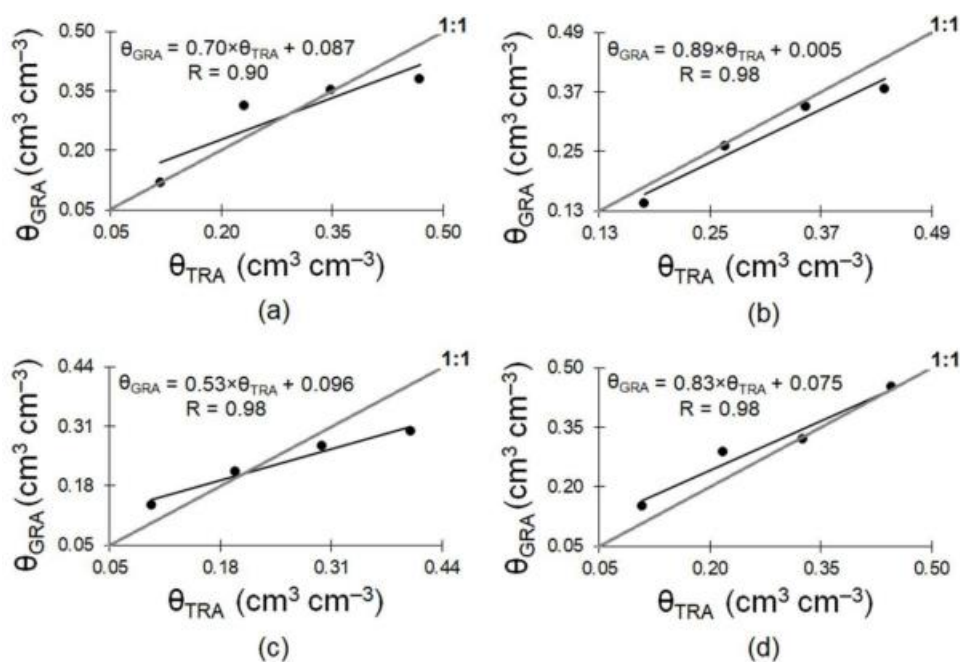 1:1
θGRA = 0.70×θTRA + 0.087
R = 0.90
θGRA (cm³ cm⁻³)
0.50
0.35
0.20
0.05
0.05 0.20 0.35 0.50
θTRA (cm³ cm⁻³)
(a)
1:1
θGRA = 0.89×θTRA + 0.005
R = 0.98
θGRA (cm³ cm⁻³)
0.49
0.37
0.25
0.13
0.13 0.25 0.37 0.49
θTRA (cm³ cm⁻³)
(b)
1:1
θGRA = 0.53×θTRA + 0.096
R = 0.98
θGRA (cm³ cm⁻³)
0.44
0.31
0.18
0.05
0.05 0.18 0.31 0.44
θTRA (cm³ cm⁻³)
(c)
1:1
θGRA = 0.83×θTRA + 0.075
R = 0.98
θGRA (cm³ cm⁻³)
0.50
0.35
0.20
0.05
0.05 0.20 0.35 0.50
θTRA (cm³ cm⁻³)
(d)